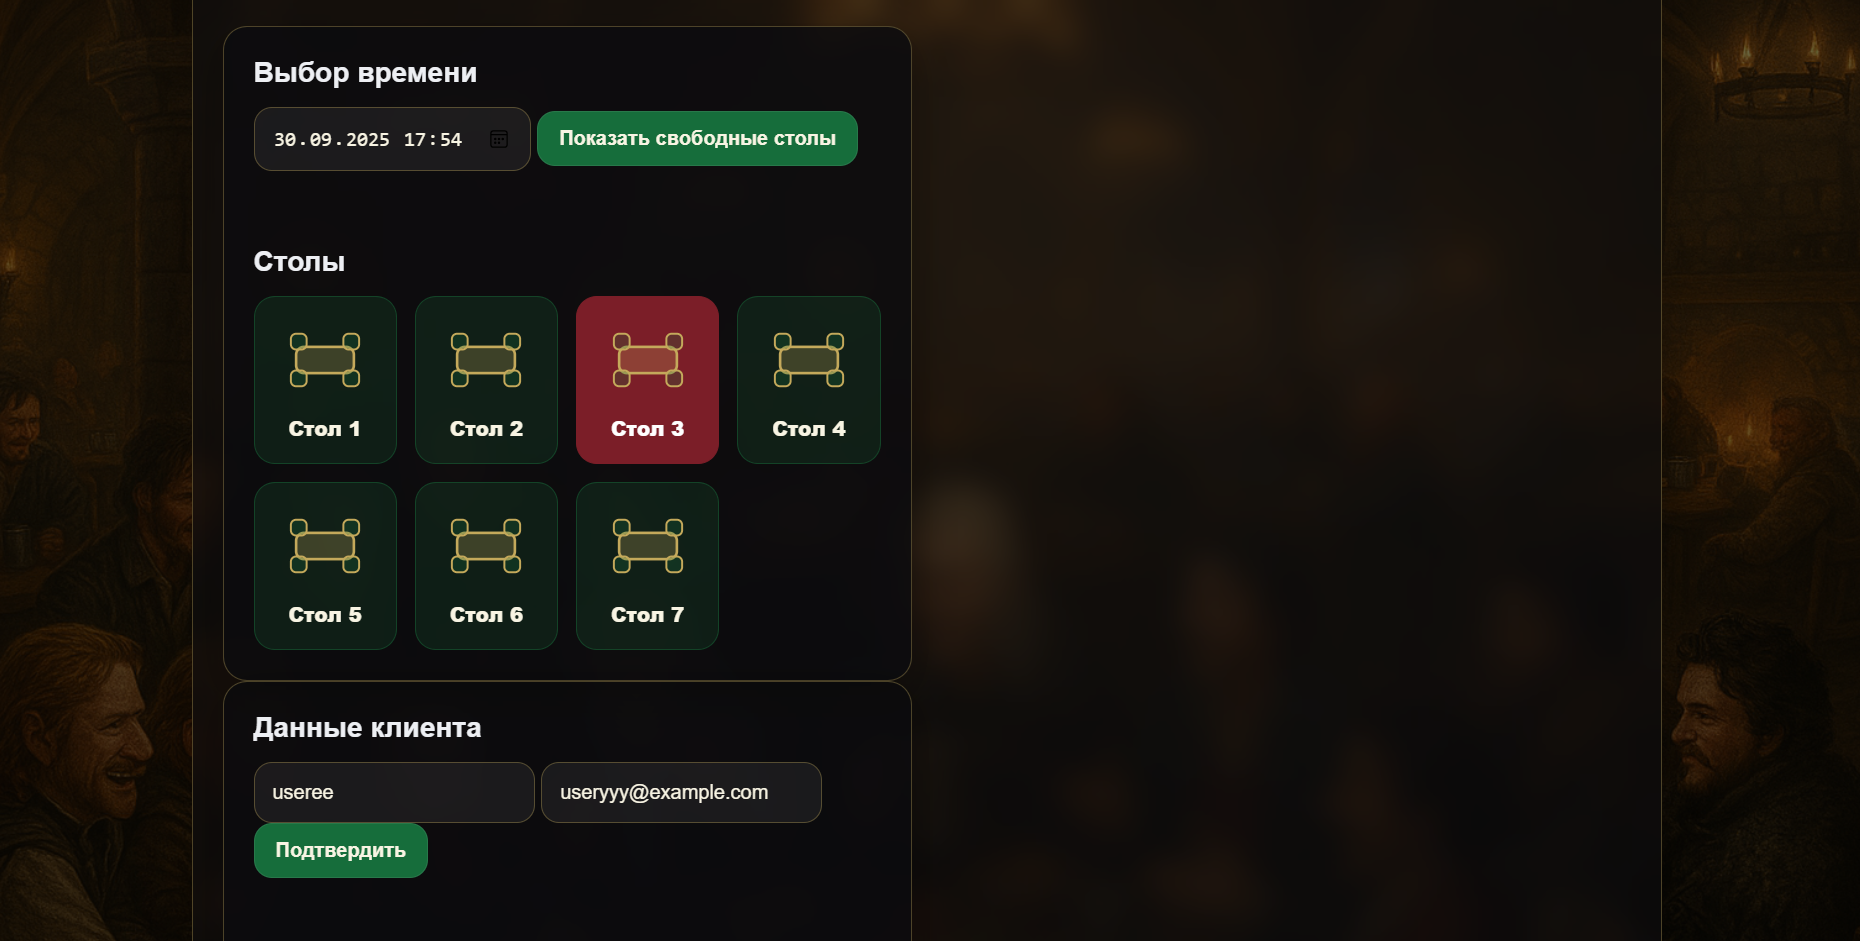 Выбор времени
30.09.2025 17:54
Показать свободные столы
Столы
Стол 1
Стол 2
Стол 3
Стол 4
Стол 5
Стол 6
Стол 7
Данные клиента
useree
useryyy@example.com
Подтвердить